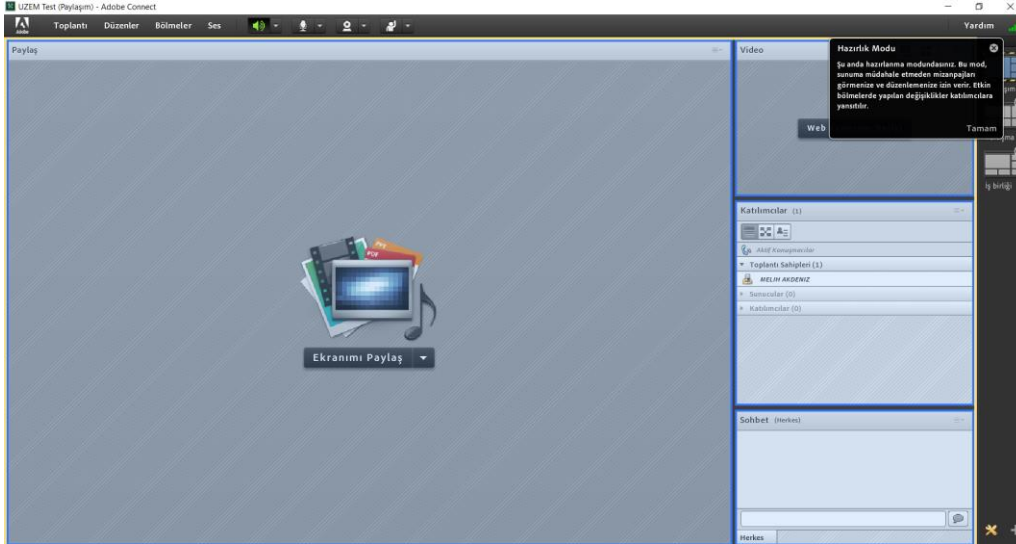 UZEM Test (Paylaşım) - Adobe Connect
Adobe
Toplantı Düzenler Bölmeler Ses Yardım
Paylaş
Ekranımı Paylaş
Video
Web
Hazırlık Modu
Şu anda hazırlanma modundasınız. Bu mod,
sunuma müdahale etmeden mizanpajları
görmenize ve düzenlemenize izin verir. Etkin
bölmelerde yapılan değişiklikler katılımcılara
yansıtılır.
Tamam
Katılımcılar (1)
Aktif Konuşmacılar
Toplantı Sahipleri (1)
MELIH AKDENIZ
Sunucular (0)
Katılımcılar (0)
Sohbet (Herkes)
Herkes
İş birliği